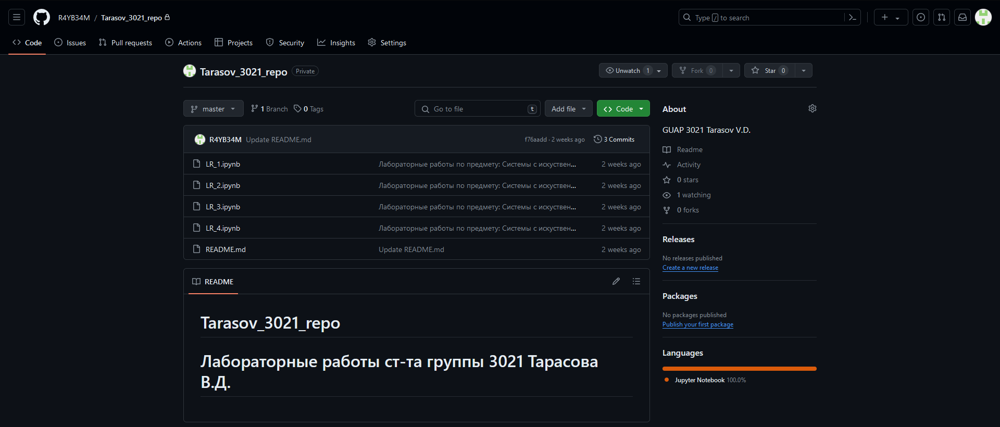 R4YB34M / Tarasov_3021_repo
Type / to search
Code Issues Pull requests Actions Projects Security Insights Settings
Tarasov_3021_repo Private
Unwatch 1 Fork 0 Star 0
master 1 Branch 0 Tags
Go to file t Add file Code
R4YB34M Update README.md f76aadd · 2 weeks ago 3 Commits
LR_1.ipynb Лабораторные работы по предмету: Системы с искуствен... 2 weeks ago
LR_2.ipynb Лабораторные работы по предмету: Системы с искуствен... 2 weeks ago
LR_3.ipynb Лабораторные работы по предмету: Системы с искуствен... 2 weeks ago
LR_4.ipynb Лабораторные работы по предмету: Системы с искуствен... 2 weeks ago
README.md Update README.md 2 weeks ago
README
Tarasov_3021_repo
Лабораторные работы ст-та группы 3021 Тарасова
В.Д.
About
GUAP 3021 Tarasov V.D.
Readme
Activity
0 stars
1 watching
0 forks
Releases
No releases published
Create a new release
Packages
No packages published
Publish your first package
Languages
Jupyter Notebook 100.0%